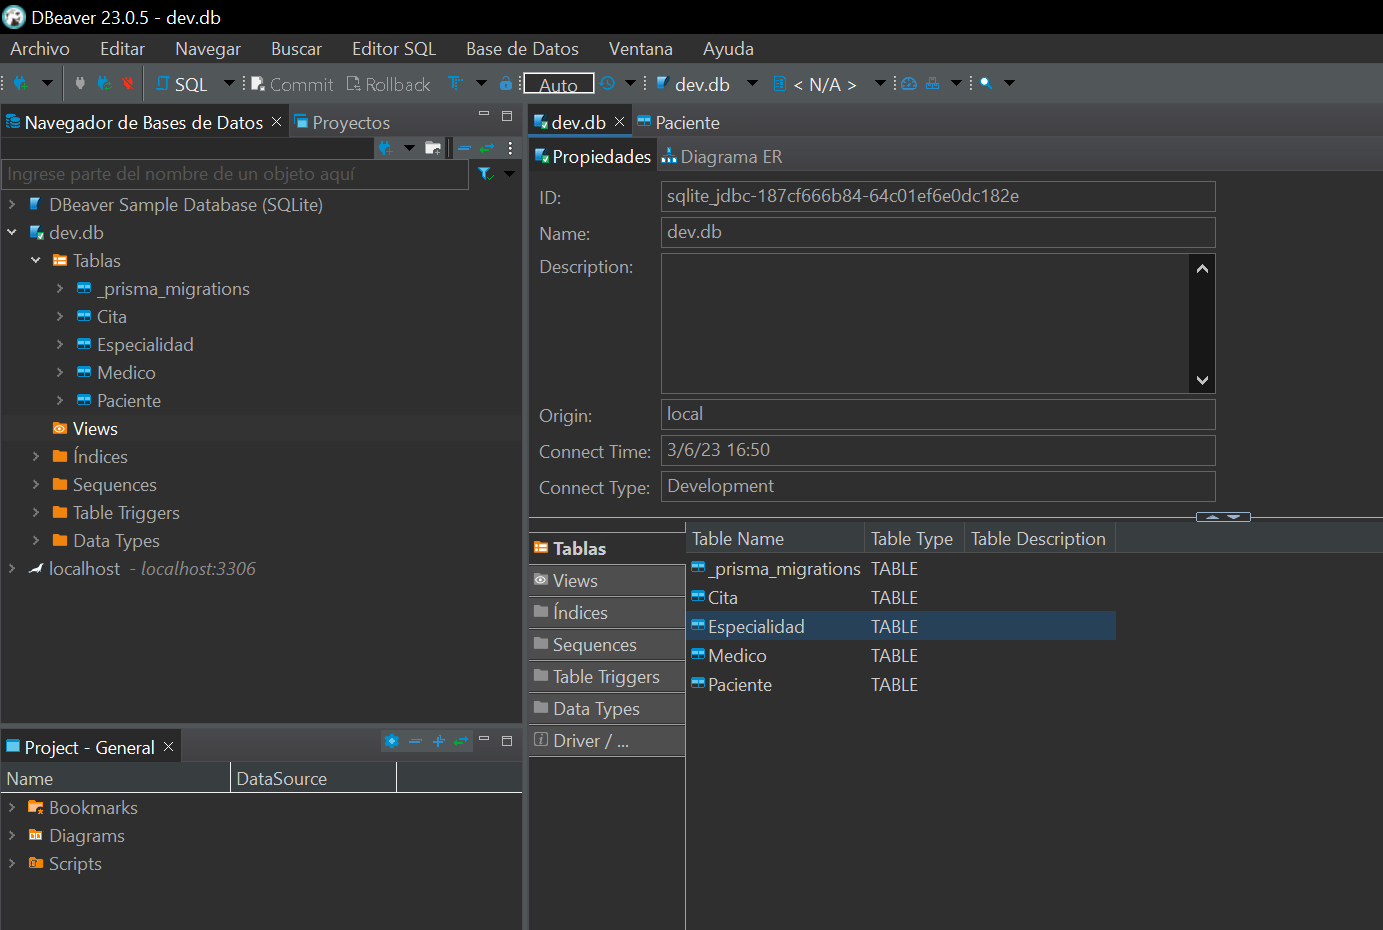 DBeaver 23.0.5 - dev.db
Archivo Editar Navegar Buscar Editor SQL Base de Datos Ventana Ayuda
SQL Commit Rollback Auto dev.db < N/A >
Navegador de Bases de Datos Proyectos
Ingrese parte del nombre de un objeto aquí
DBeaver Sample Database (SQLite)
dev.db
Tablas
_prisma_migrations
Cita
Especialidad
Medico
Paciente
Views
Índices
Sequences
Table Triggers
Data Types
localhost - localhost:3306
Project - General
Name DataSource
Bookmarks
Diagrams
Scripts
dev.db Paciente
Propiedades Diagrama ER
ID: sqlite_jdbc-187cf666b84-64c01ef6e0dc182e
Name: dev.db
Description:
Origin: local
Connect Time: 3/6/23 16:50
Connect Type: Development
Tablas
Views
Índices
Sequences
Table Triggers
Data Types
Driver / ...
Table Name Table Type Table Description
_prisma_migrations TABLE
Cita TABLE
Especialidad TABLE
Medico TABLE
Paciente TABLE